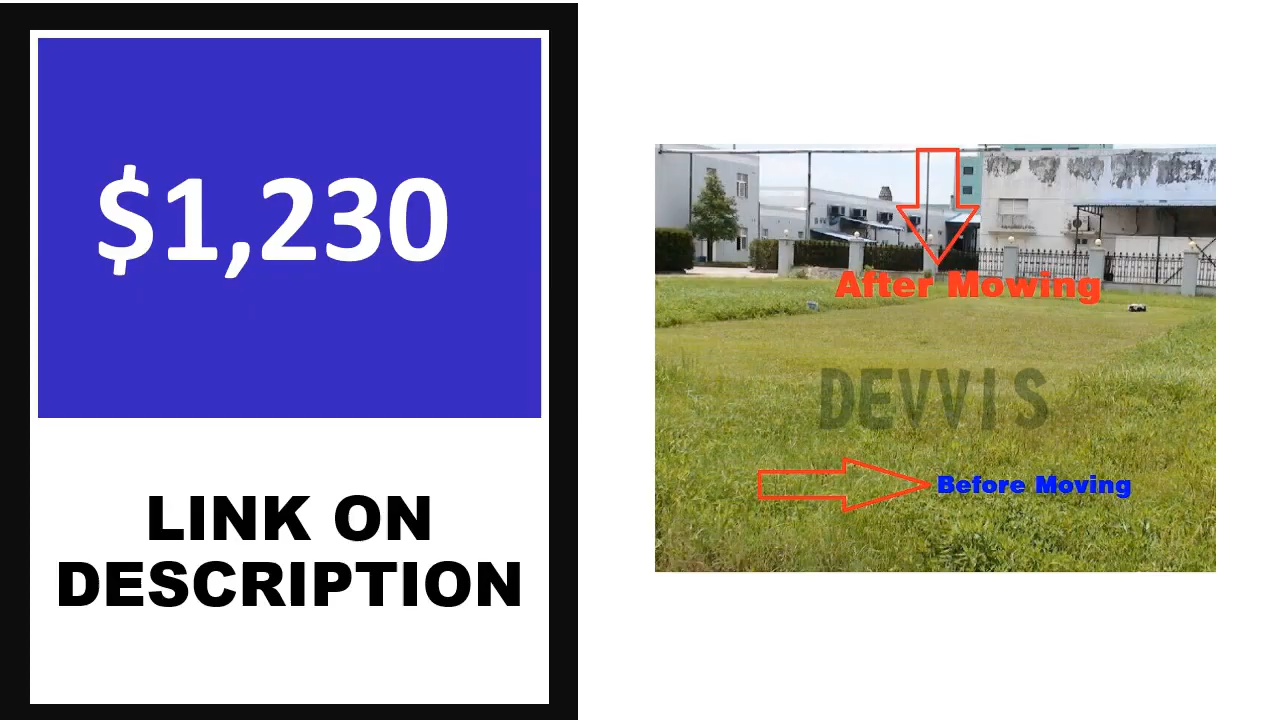 $1,230
LINK ON
DESCRIPTION
After Mowing
DEVVIS
Before Moving